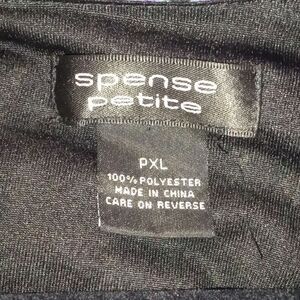 spense
petite
PXL
100% POLYESTER
MADE IN CHINA
CARE ON REVERSE